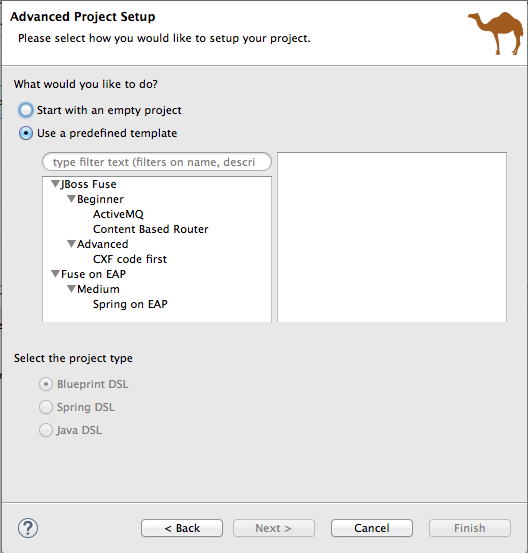 Advanced Project Setup
Please select how you would like to setup your project.
What would you like to do?
Start with an empty project
Use a predefined template
type filter text (filters on name, descri
JBoss Fuse
Beginner
ActiveMQ
Content Based Router
Advanced
CXF code first
Fuse on EAP
Medium
Spring on EAP
Select the project type
Blueprint DSL
Spring DSL
Java DSL
?
< Back
Next >
Cancel
Finish